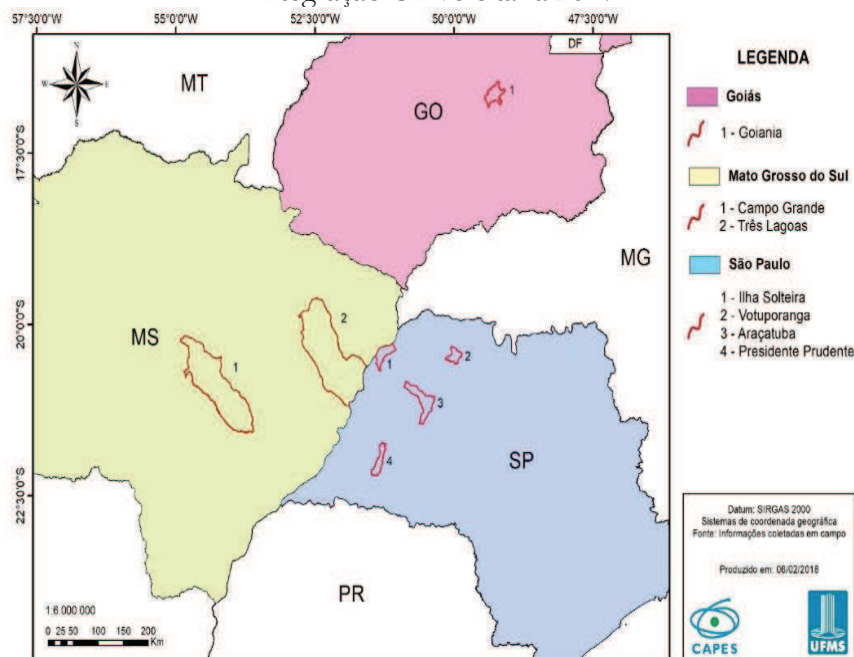 57°30'0"W 55°0'0"W 52°30'0"W 50°0'0"W 47°30'0"W
17°30'0"S
20°0'0"S
22°30'0"S
N
W E
S
MT
DF
GO
1
MG
MS
1
2
1
2
3
4
SP
PR
1:6.000.000
0 25 50 100 150 200
Km
LEGENDA
Goiás
1 - Goiania
Mato Grosso do Sul
1 - Campo Grande
2 - Três Lagoas
São Paulo
1 - Ilha Solteira
2 - Votuporanga
3 - Araçatuba
4 - Presidente Prudente
Datum: SIRGAS 2000
Sistemas de coordenada geográfica
Fonte: Informações coletadas em campo
Produzido em: 06/02/2018
CAPES
UFMS